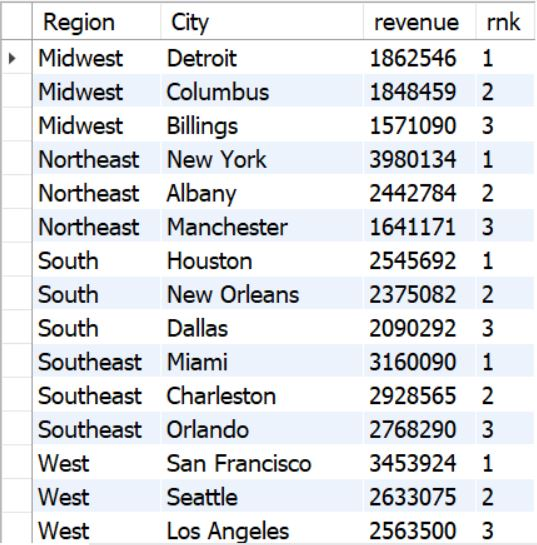 Region City revenue rnk
Midwest Detroit 1862546 1
Midwest Columbus 1848459 2
Midwest Billings 1571090 3
Northeast New York 3980134 1
Northeast Albany 2442784 2
Northeast Manchester 1641171 3
South Houston 2545692 1
South New Orleans 2375082 2
South Dallas 2090292 3
Southeast Miami 3160090 1
Southeast Charleston 2928565 2
Southeast Orlando 2768290 3
West San Francisco 3453924 1
West Seattle 2633075 2
West Los Angeles 2563500 3